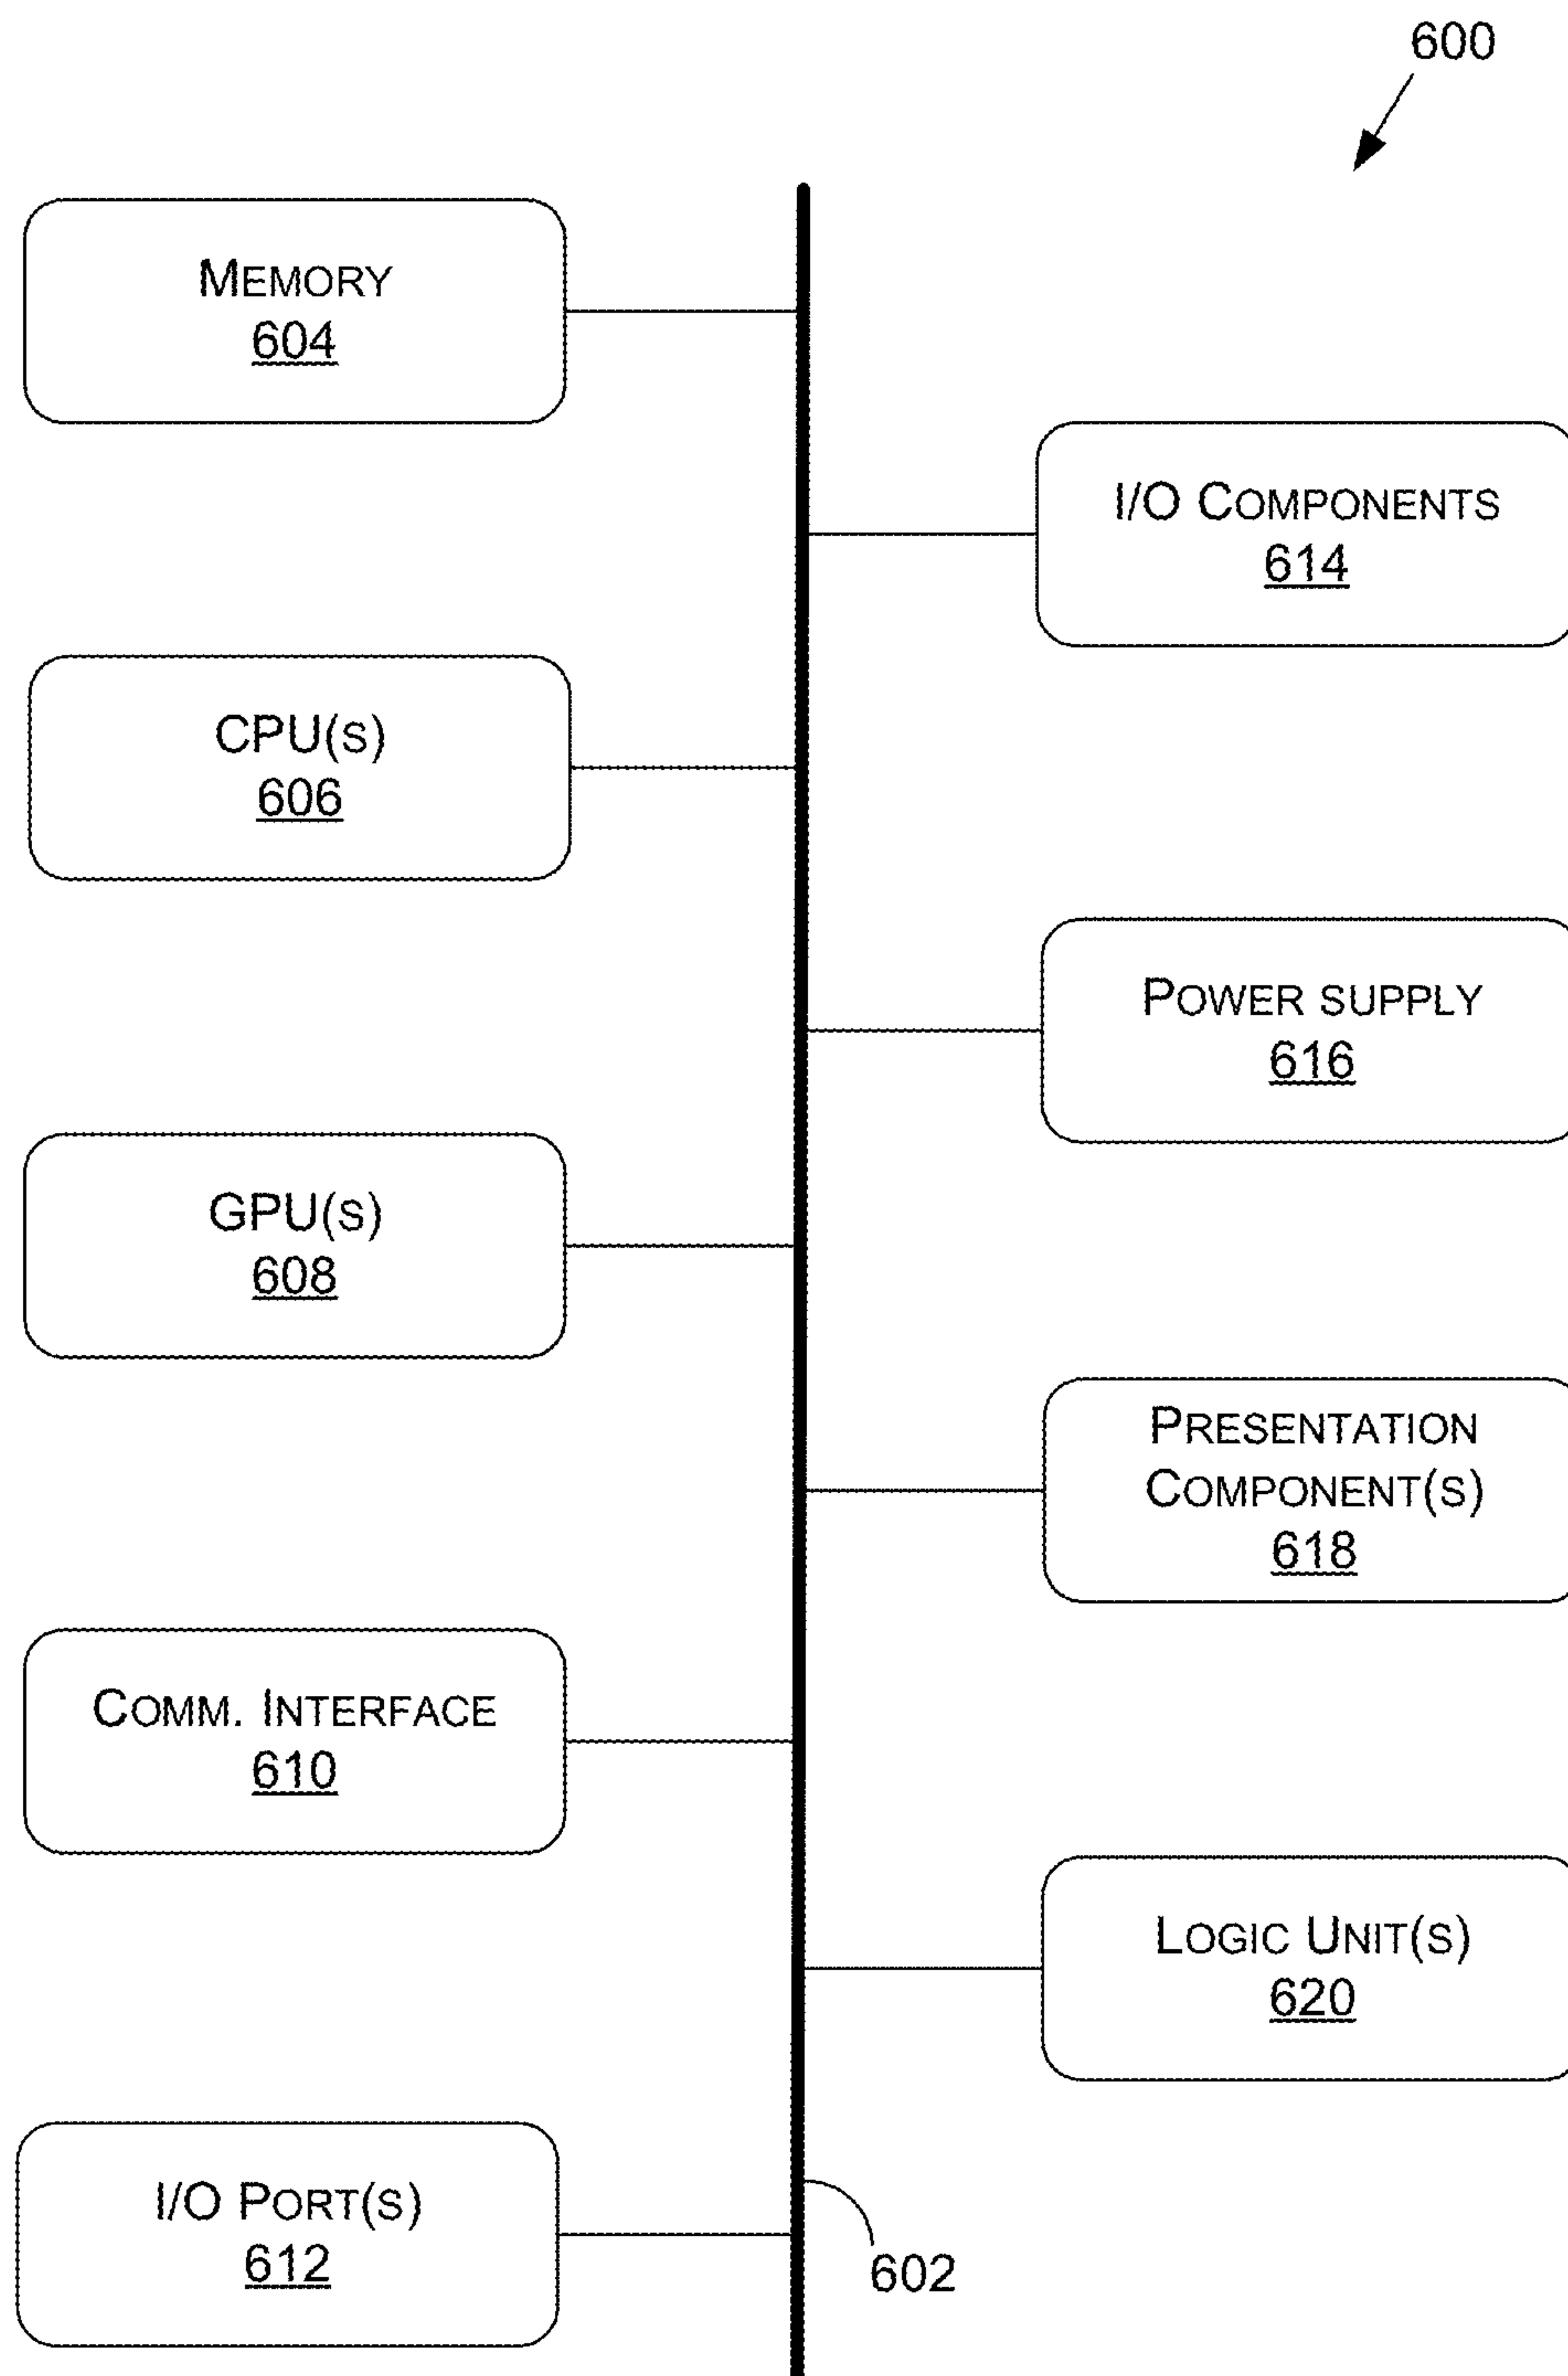 600
MEMORY
604
I/O COMPONENTS
614
CPU(S)
606
POWER SUPPLY
616
GPU(S)
608
PRESENTATION
COMPONENT(S)
618
COMM. INTERFACE
610
LOGIC UNIT(S)
620
I/O PORT(S)
612
602